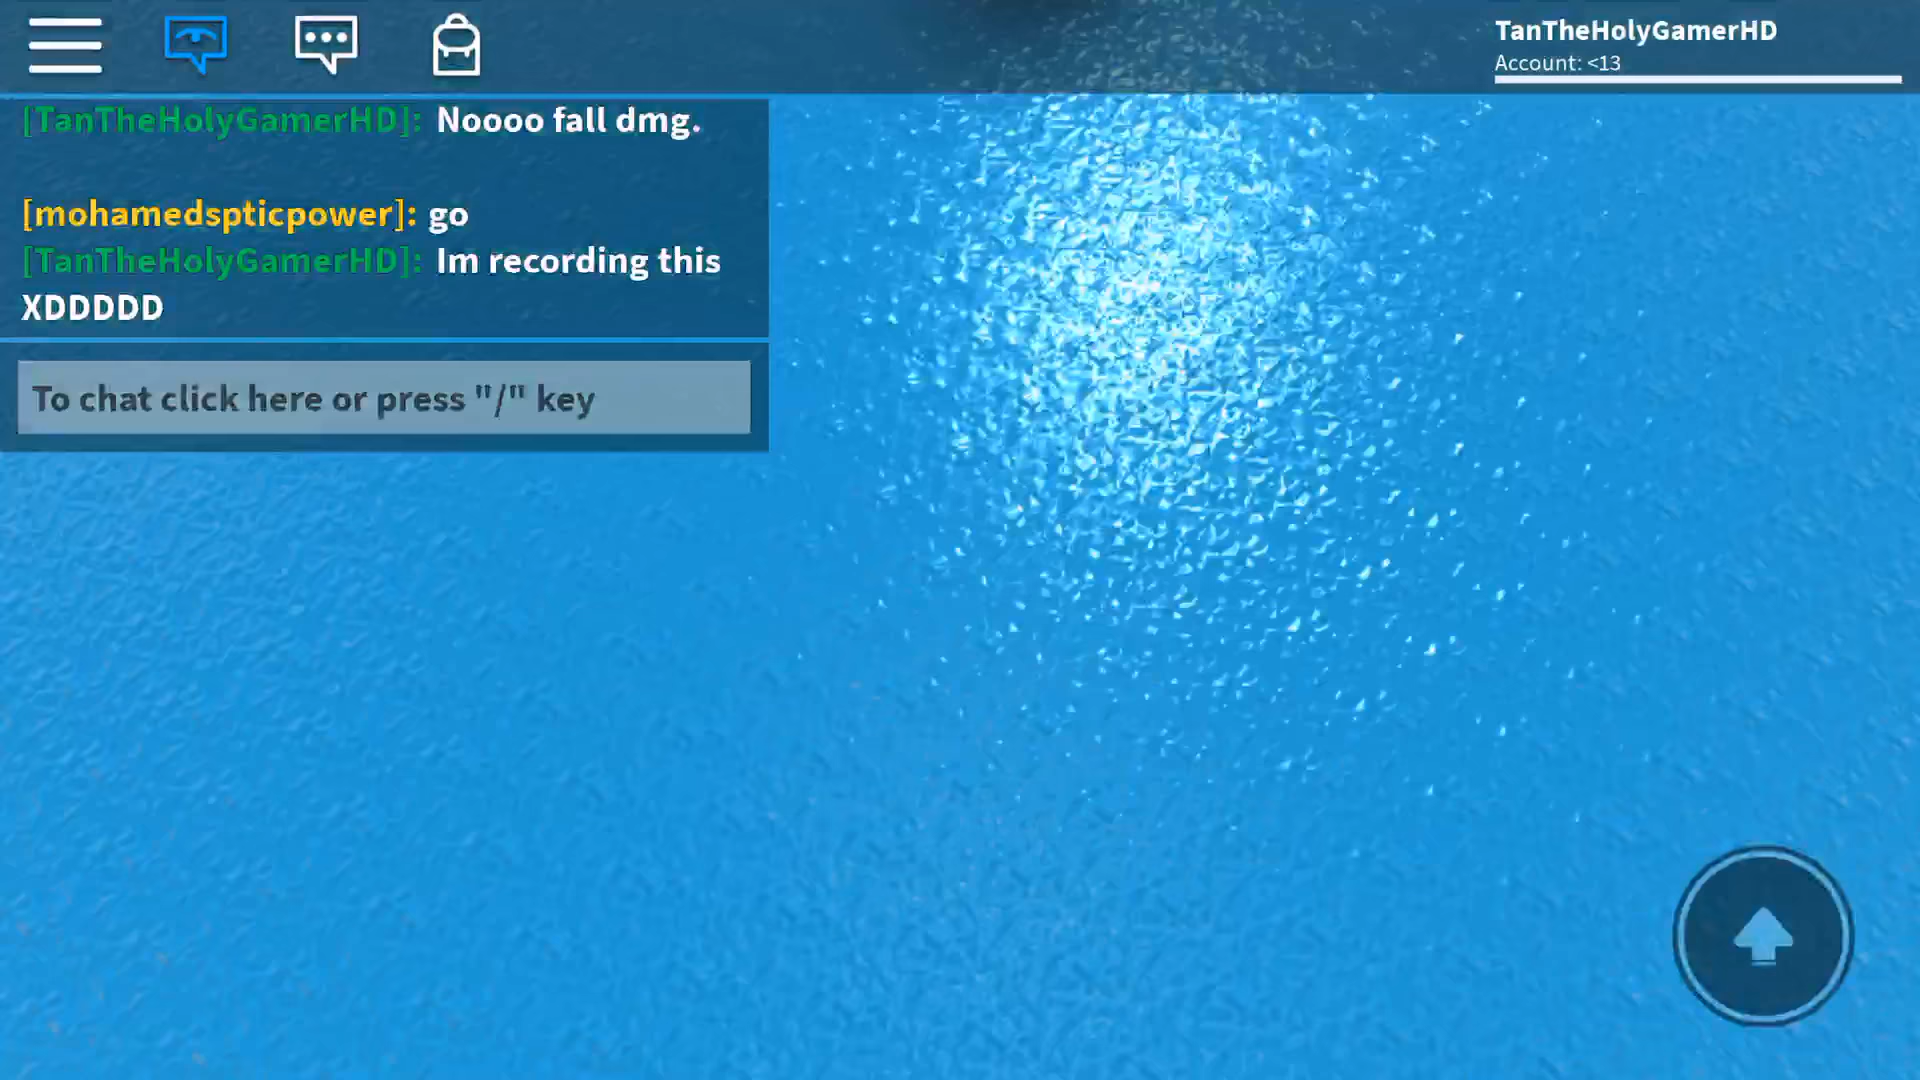 TanTheHolyGamerHD
Account: <13
[TanTheHolyGamerHD]: Noooo fall dmg.
[mohamedspticpower]: go
[TanTheHolyGamerHD]: Im recording this
XDDDDD
To chat click here or press "/" key